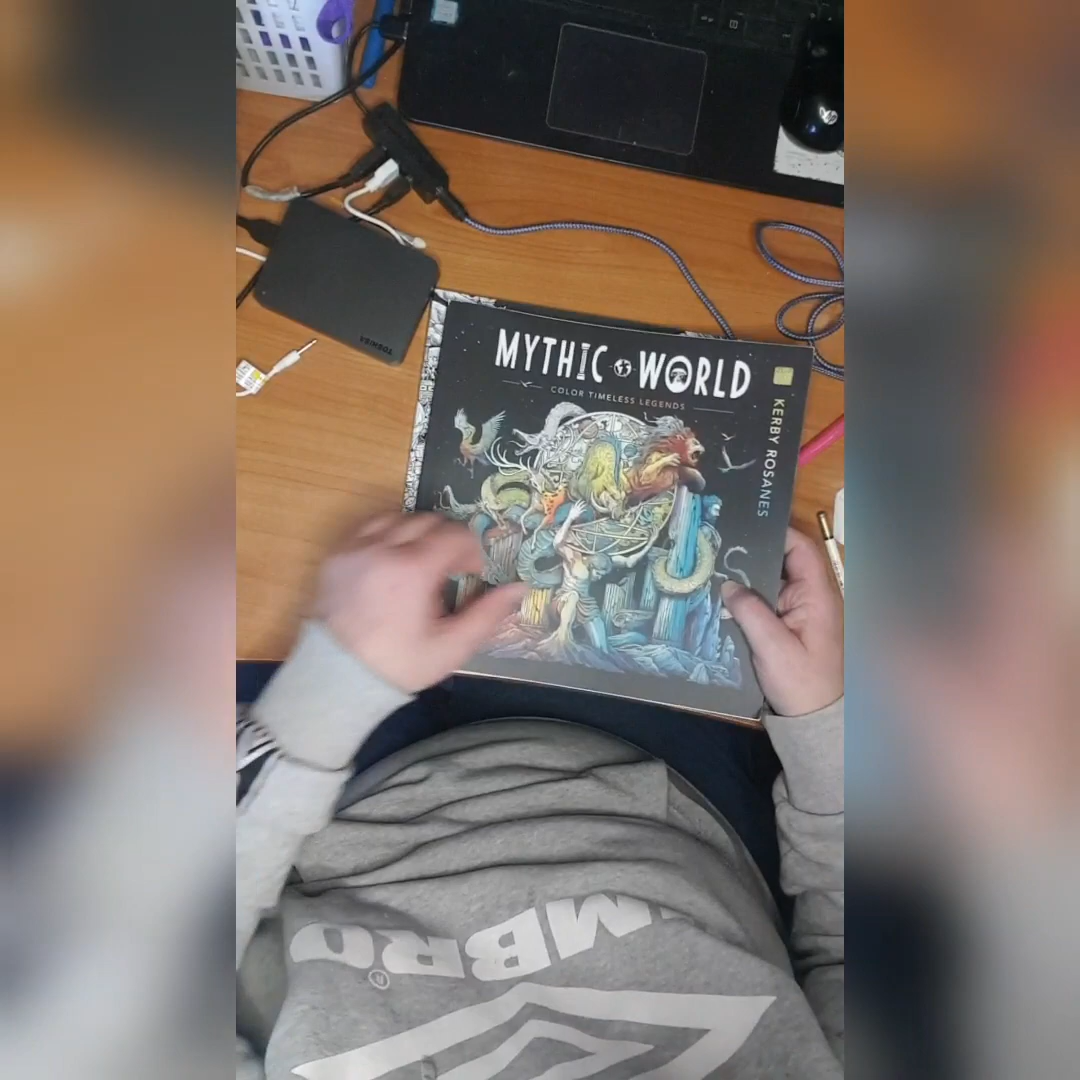 MYTHIC WORLD
COLOR TIMELESS LEGENDS
KERBY ROSANES
TOSHIBA
MBRO
®